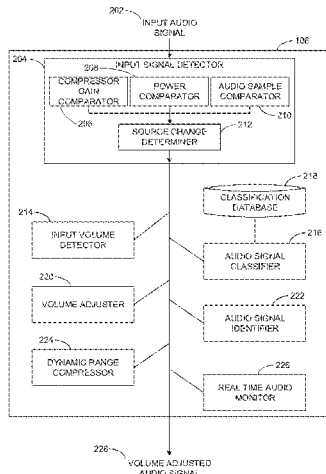 202
INPUT AUDIO
SIGNAL
106
204
INPUT SIGNAL DETECTOR
208
COMPRESSOR
GAIN
COMPARATOR
POWER
COMPARATOR
AUDIO SAMPLE
COMPARATOR
206
210
SOURCE CHANGE
DETERMINER
212
218
CLASSIFICATION
DATABASE
214
INPUT VOLUME
DETECTOR
216
AUDIO SIGNAL
CLASSIFIER
220
VOLUME ADJUSTER
222
AUDIO SIGNAL
IDENTIFIER
224
DYNAMIC RANGE
COMPRESSOR
226
REAL TIME AUDIO
MONITOR
228
VOLUME ADJUSTED
AUDIO SIGNAL